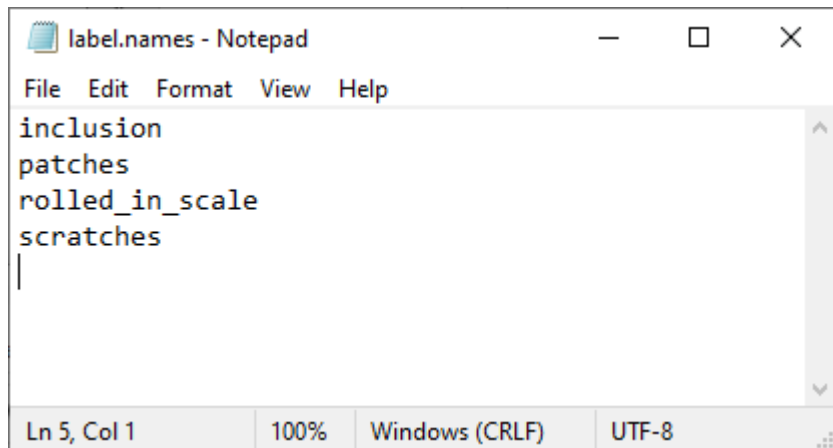 label.names - Notepad
File Edit Format View Help
inclusion
patches
rolled_in_scale
scratches
Ln 5, Col 1 100% Windows (CRLF) UTF-8